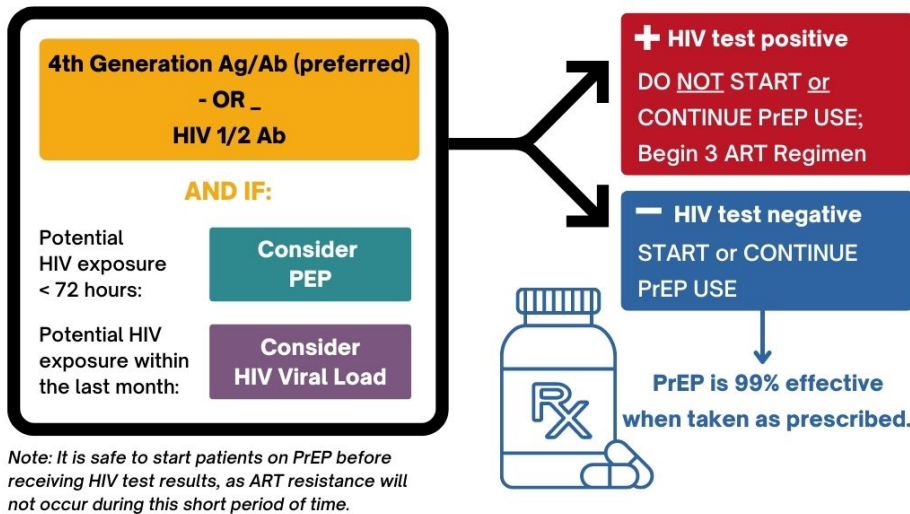 4th Generation Ag/Ab (preferred)
- OR _
HIV 1/2 Ab
AND IF:
Potential
HIV exposure
< 72 hours:
Consider
PEP
Potential HIV
exposure within
the last month:
Consider
HIV Viral Load
Note: It is safe to start patients on PrEP before
receiving HIV test results, as ART resistance will
not occur during this short period of time.
+ HIV test positive
DO NOT START or
CONTINUE PrEP USE;
Begin 3 ART Regimen
− HIV test negative
START or CONTINUE
PrEP USE
PrEP is 99% effective
when taken as prescribed.
Rx